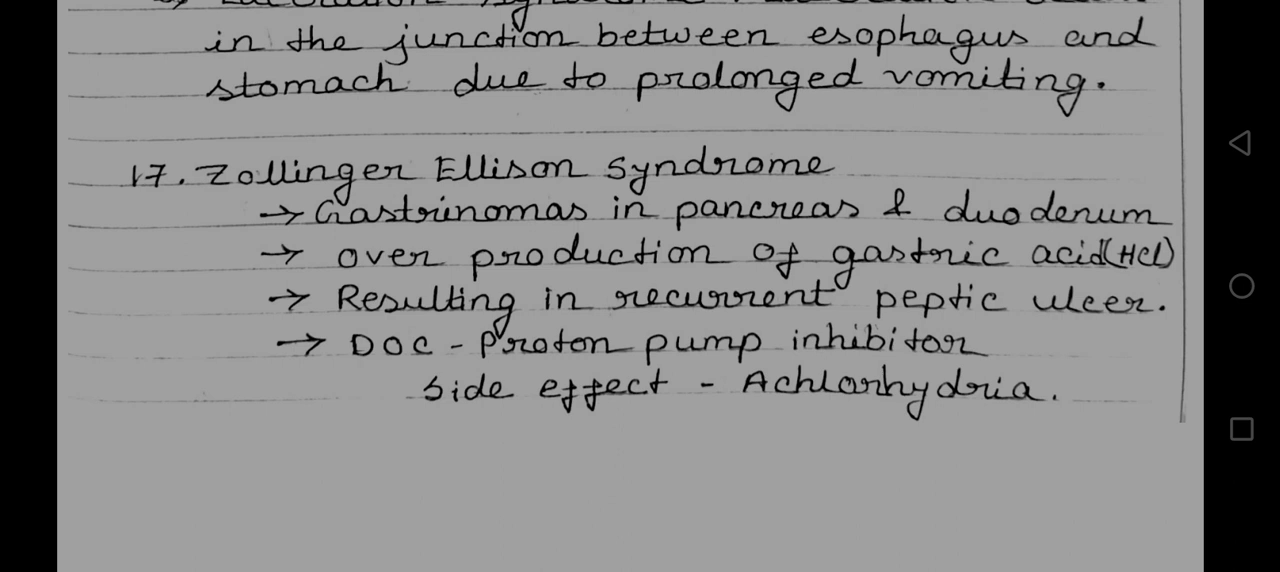 in the junction between esophagus and
stomach due to prolonged vomiting.
17. Zollinger Ellison Syndrome
→ Gastrinomas in pancreas & duodenum
→ over production of gastric acid (HCl)
→ Resulting in recurrent peptic ulcer.
→ DOC - Proton pump inhibitor
side effect - Achlorhydria.